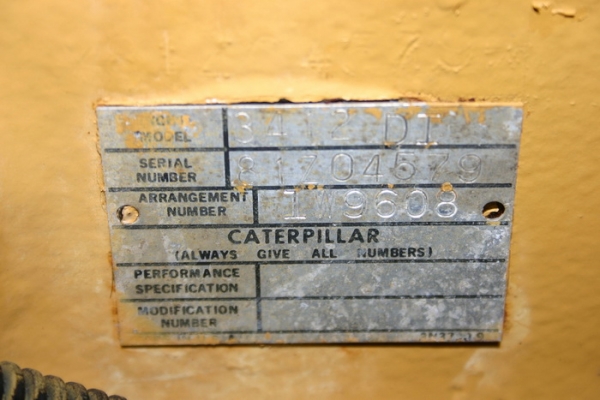 MODEL 3412 DI
SERIAL NUMBER 81Z04579
ARRANGEMENT NUMBER 1W9608
CATERPILLAR
(ALWAYS GIVE ALL NUMBERS)
PERFORMANCE
SPECIFICATION
MODIFICATION
NUMBER